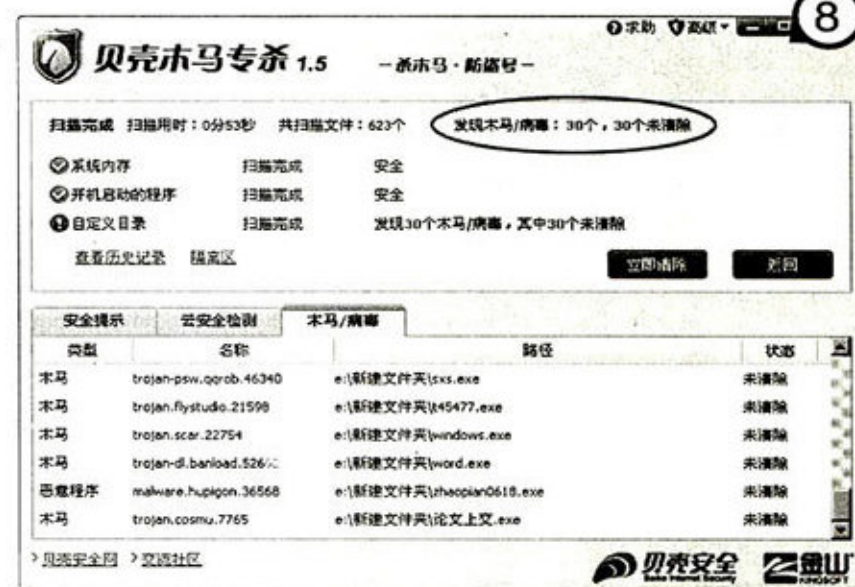 8
求助 高级
贝壳木马专杀 1.5 －杀木马·防盗号－
扫描完成 扫描用时：0分53秒 共扫描文件：623个 发现木马/病毒：30个，30个未清除
系统内存 扫描完成 安全
开机启动的程序 扫描完成 安全
自定义目录 扫描完成 发现30个木马/病毒，其中30个未清除
查看历史记录 隔离区 立即清除 返回
安全提示 云安全检测 木马/病毒
类型 名称 路径 状态
木马 trojan-psw.qqrob.46340 e:\新建文件夹\sxs.exe 未清除
木马 trojan.flystudio.21598 e:\新建文件夹\t45477.exe 未清除
木马 trojan.scar.22754 e:\新建文件夹\windows.exe 未清除
木马 e:\新建文件夹\word.exe 未清除
恶意程序 malware.hupigon.36568 e:\新建文件夹\zhaopian0618.exe 未清除
木马 trojan.cosmu.7765 e:\新建文件夹\论文上交.exe 未清除
>贝壳安全网 >交流社区 贝壳安全 金山
Beike Internet Security KINGSOFT